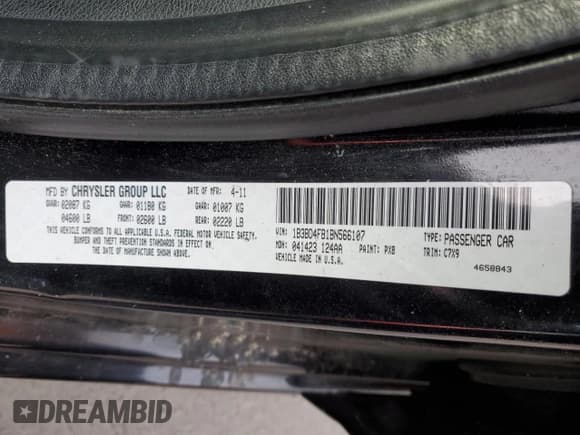 MFD BY CHRYSLER GROUP LLC DATE OF MFR: 4-11
GVWR: 02087 KG GAWR: 01180 KG GAWR: 01007 KG
04600 LB FRONT: 02600 LB REAR: 02220 LB
THIS VEHICLE CONFORMS TO ALL APPLICABLE U.S.A. FEDERAL MOTOR VEHICLE SAFETY,
BUMPER AND THEFT PREVENTION STANDARDS IN EFFECT ON
THE DATE OF MANUFACTURE SHOWN ABOVE.
VIN: 1B3BD4FB1BN566107 TYPE: PASSENGER CAR
MDH: 041423 124AA PAINT: PXB TRIM: C7X9
VEHICLE MADE IN U.S.A. 4658843
DREAMBID